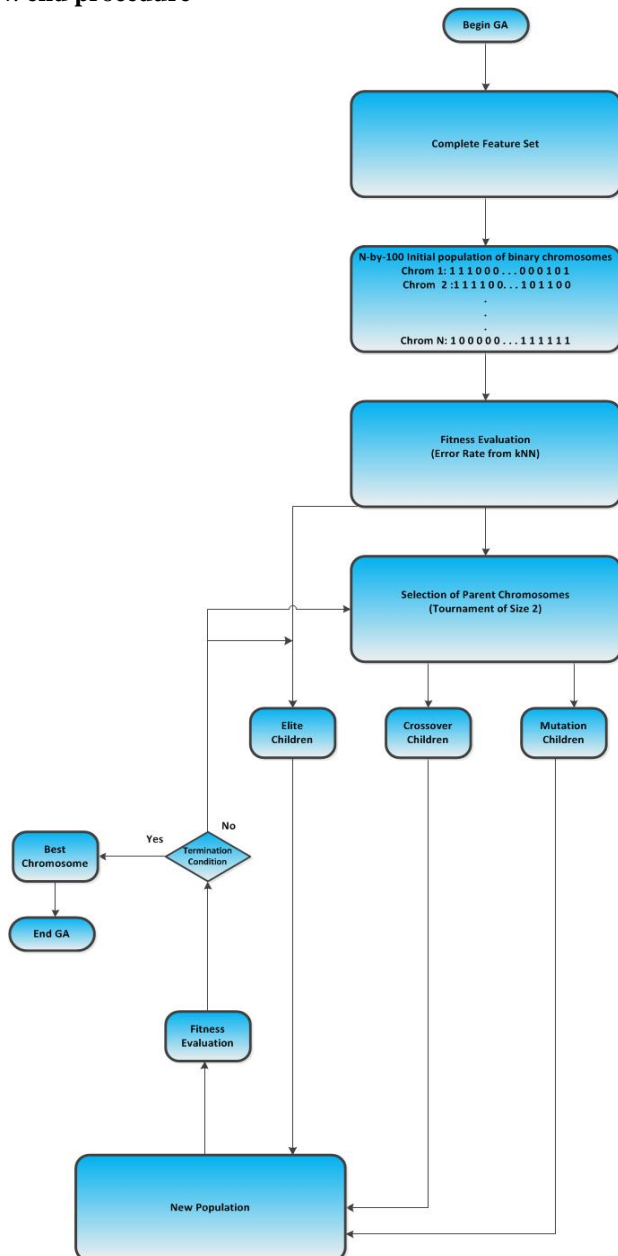 end procedure
Begin GA
Complete Feature Set
N-by-100 Initial population of binary chromosomes
Chrom 1: 1 1 1 0 0 0 . . . 0 0 0 1 0 1
Chrom 2 :1 1 1 1 0 0. . . 1 0 1 1 0 0
.
.
.
Chrom N: 1 0 0 0 0 0 . . . 1 1 1 1 1 1
Fitness Evaluation
(Error Rate from kNN)
Selection of Parent Chromosomes
(Tournament of Size 2)
Elite
Children
Crossover
Children
Mutation
Children
No
Yes
Termination
Condition
Best
Chromosome
End GA
Fitness
Evaluation
New Population